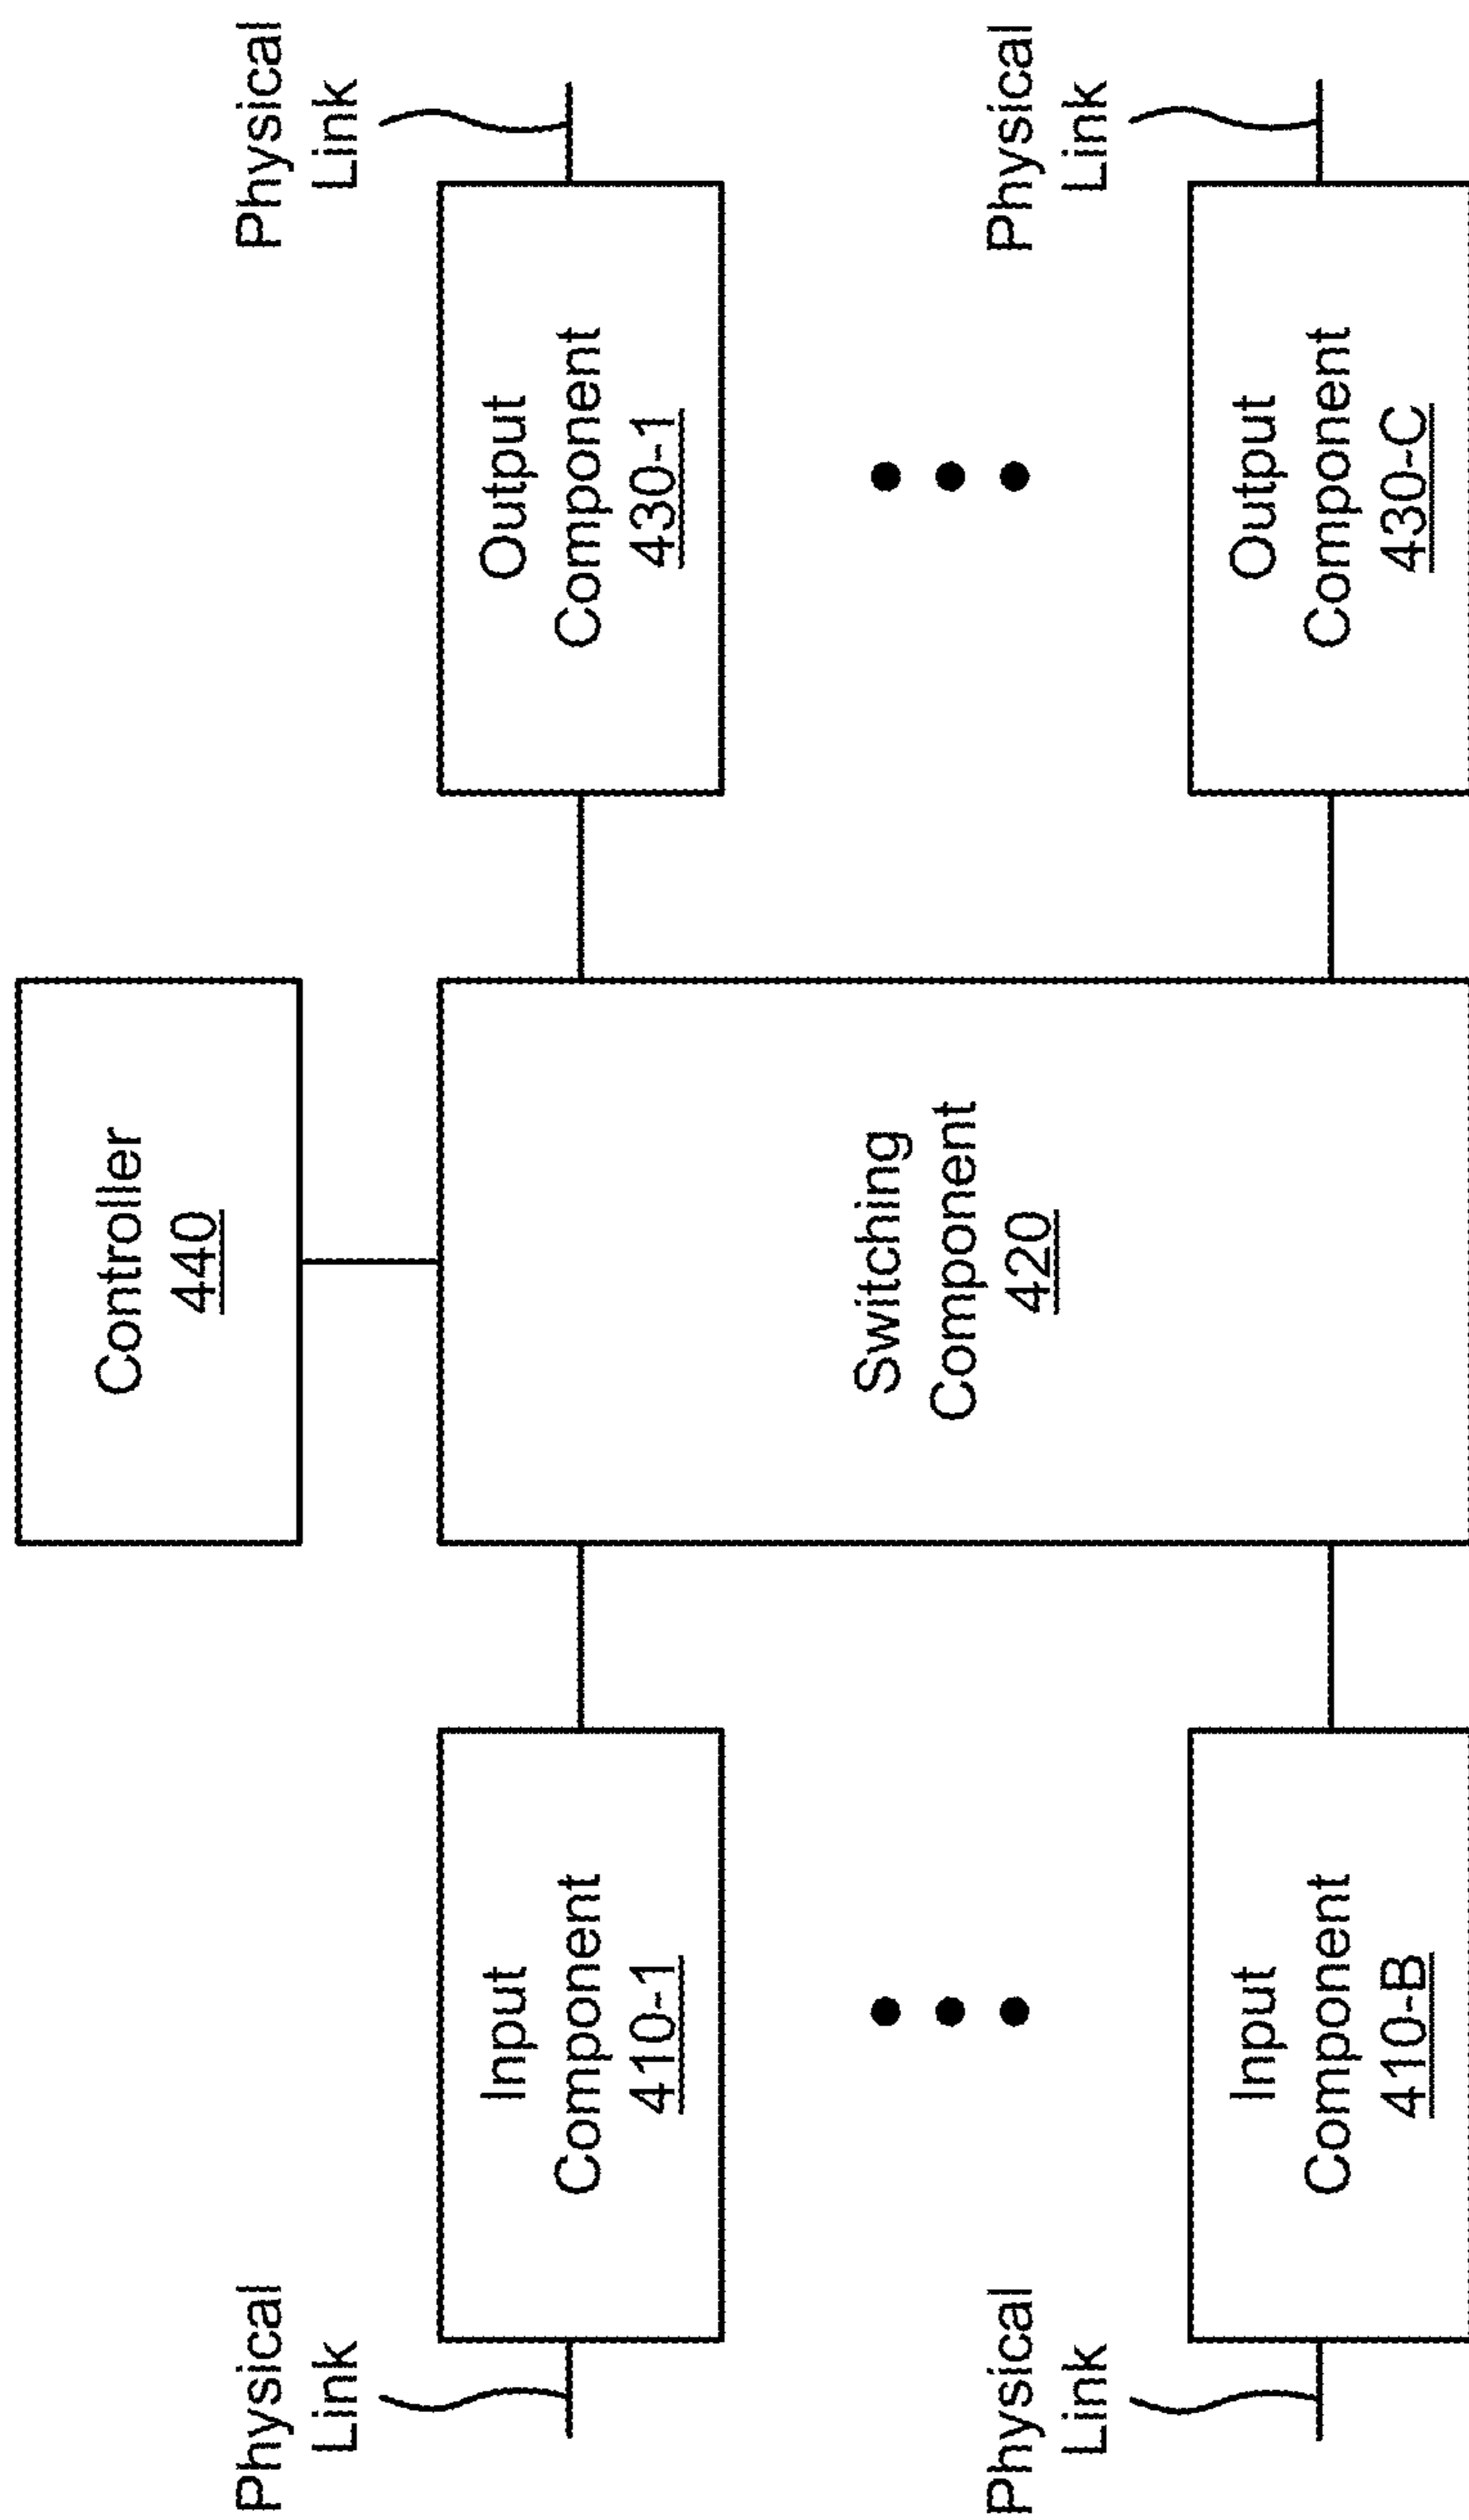 Controller
440
Physical
Link
Input
Component
410-1
Switching
Component
420
Output
Component
430-1
Physical
Link
Physical
Link
Input
Component
410-B
Output
Component
430-C
Physical
Link